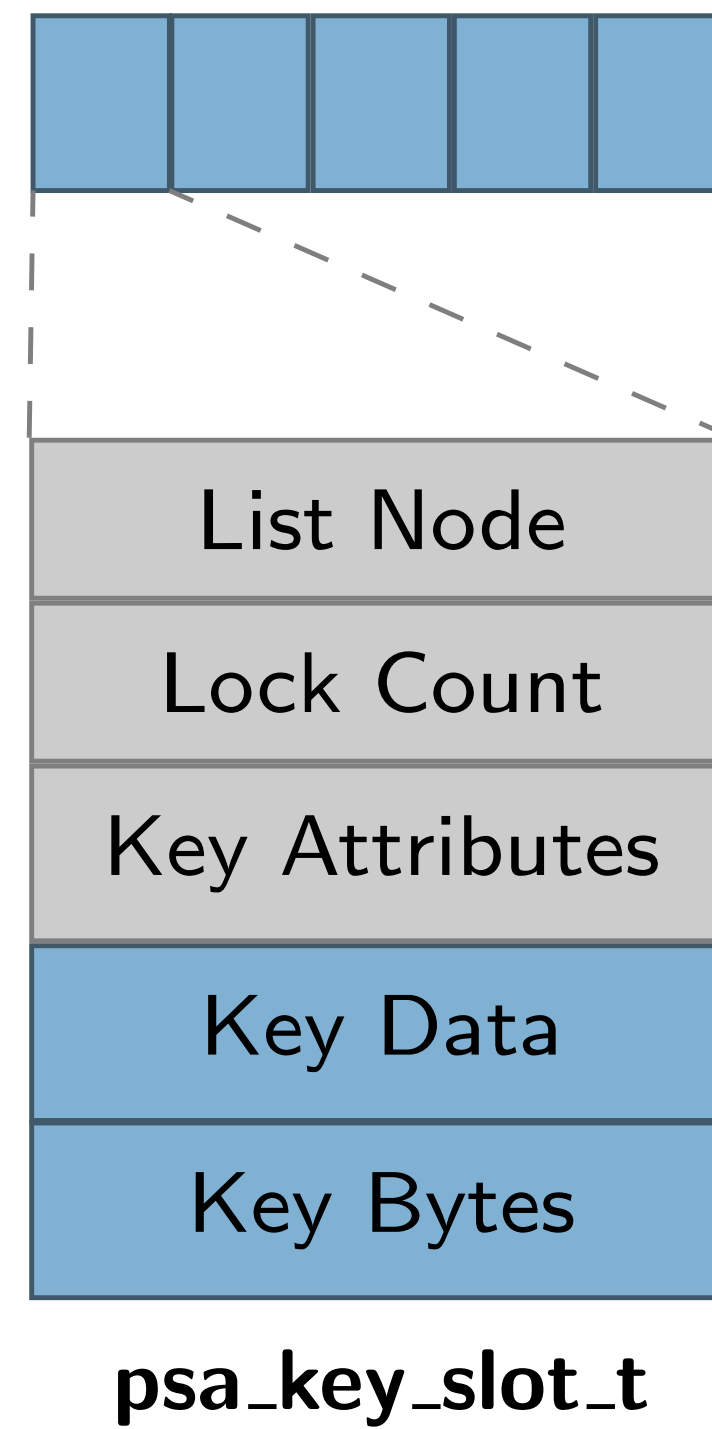 List Node
Lock Count
Key Attributes
Key Data
Key Bytes
psa_key_slot_t